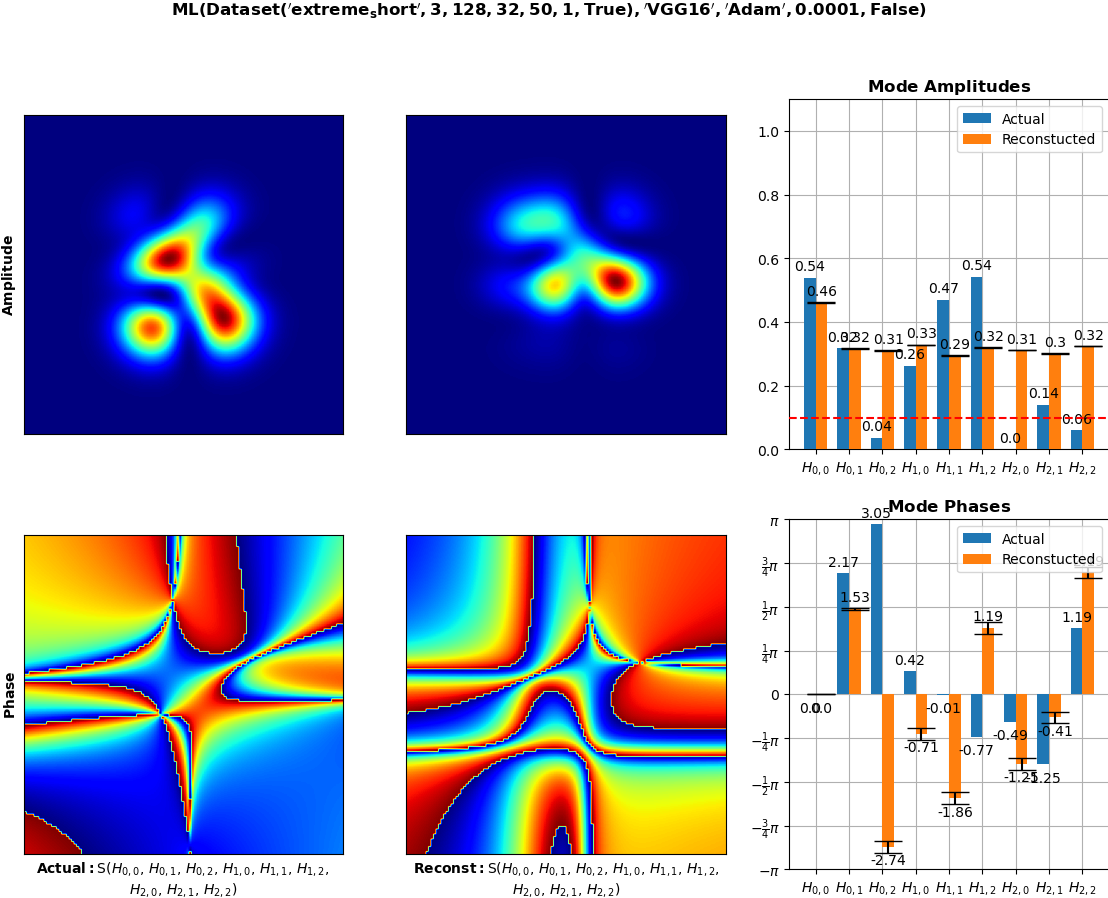 ML(Dataset('extreme_short', 3, 128, 32, 50, 1, True), 'VGG16', 'Adam', 0.0001, False)
Amplitude
Mode Amplitudes
Actual
Reconstucted
1.0
0.8
0.6
0.4
0.2
0.0
0.54
0.46
0.32
0.32
0.04
0.31
0.26
0.33
0.47
0.29
0.54
0.32
0.0
0.31
0.14
0.3
0.06
0.32
H0,0 H0,1 H0,2 H1,0 H1,1 H1,2 H2,0 H2,1 H2,2
Phase
Actual: S(H0,0, H0,1, H0,2, H1,0, H1,1, H1,2,
H2,0, H2,1, H2,2)
Reconst: S(H0,0, H0,1, H0,2, H1,0, H1,1, H1,2,
H2,0, H2,1, H2,2)
Mode Phases
Actual
Reconstucted
π
3/4π
1/2π
1/4π
0
−1/4π
−1/2π
−3/4π
−π
0.0
0.0
2.17
1.53
3.05
-2.74
0.42
-0.71
-0.01
-1.86
-0.77
1.19
-0.49
-1.25
-1.25
-0.41
1.19
H0,0 H0,1 H0,2 H1,0 H1,1 H1,2 H2,0 H2,1 H2,2